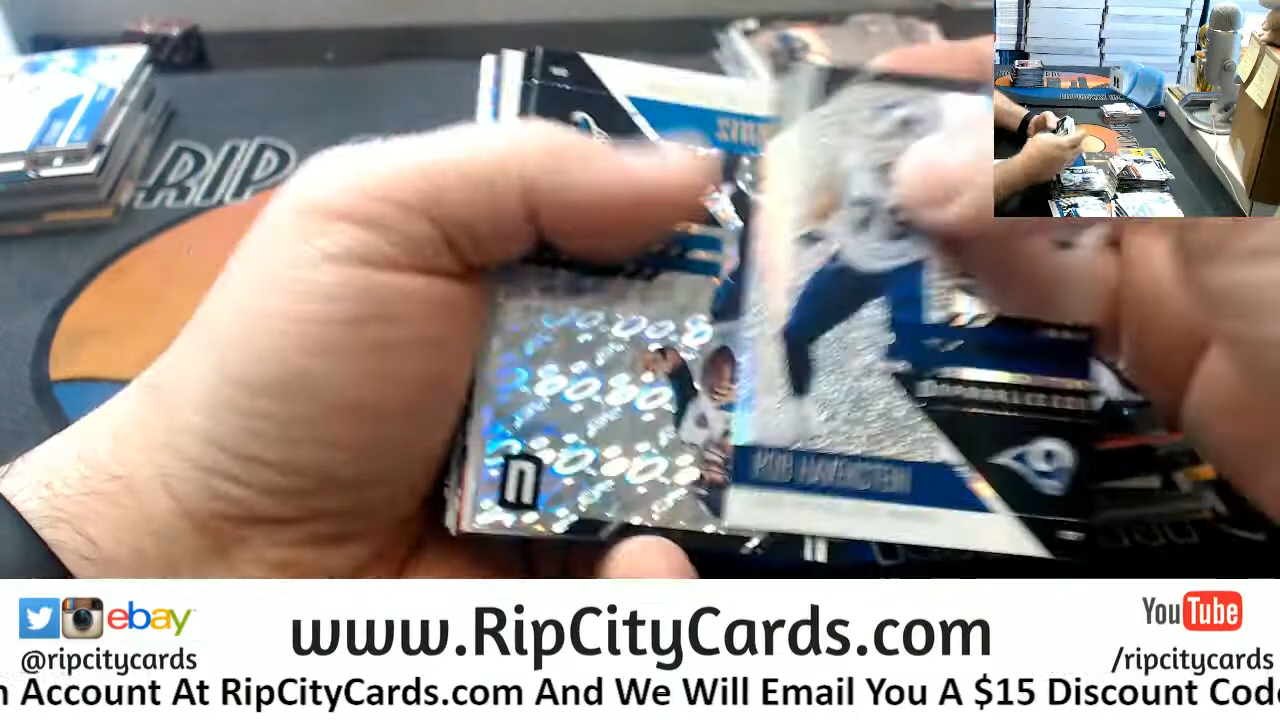 RIP
ROB HAVENSTEIN
n
ebay
www.RipCityCards.com
YouTube
@ripcitycards
/ripcitycards
n Account At RipCityCards.com And We Will Email You A $15 Discount Code